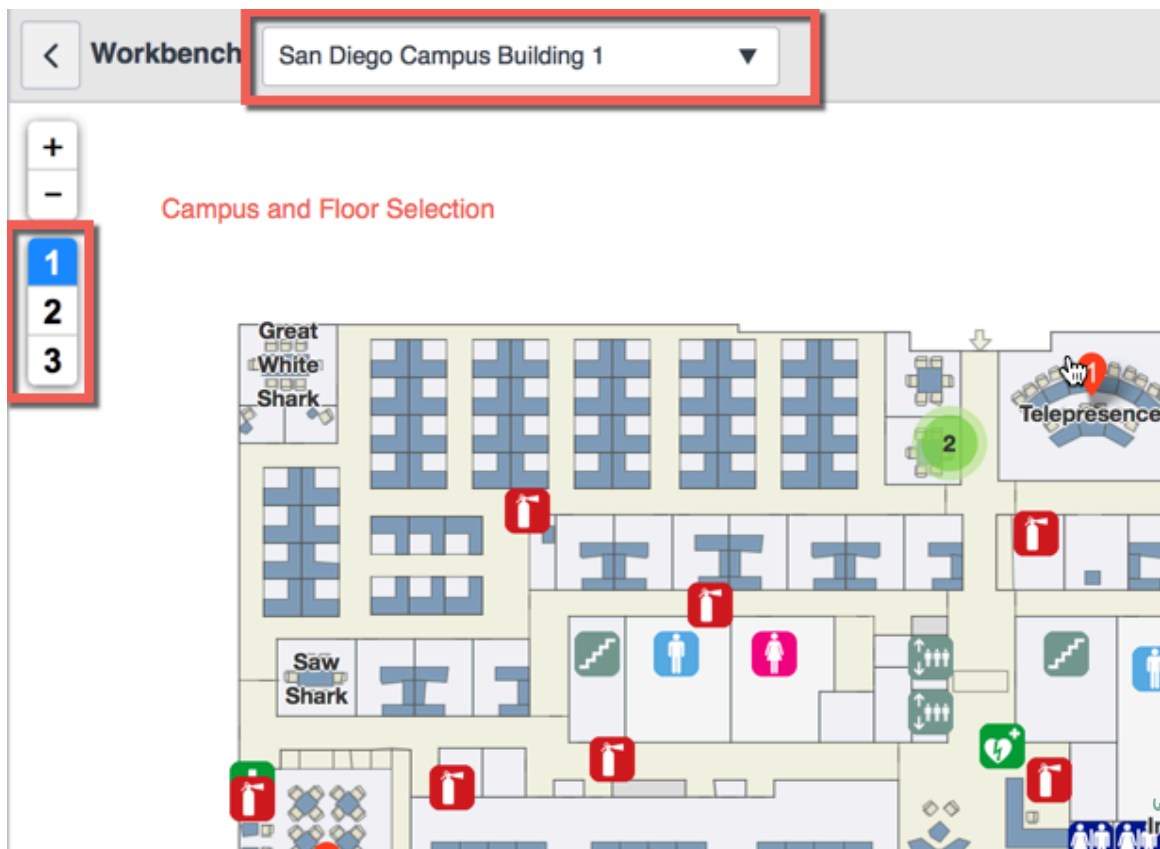 Workbench
San Diego Campus Building 1
+
−
Campus and Floor Selection
1
2
3
Great
White
Shark
1
Telepresence
2
Saw
Shark